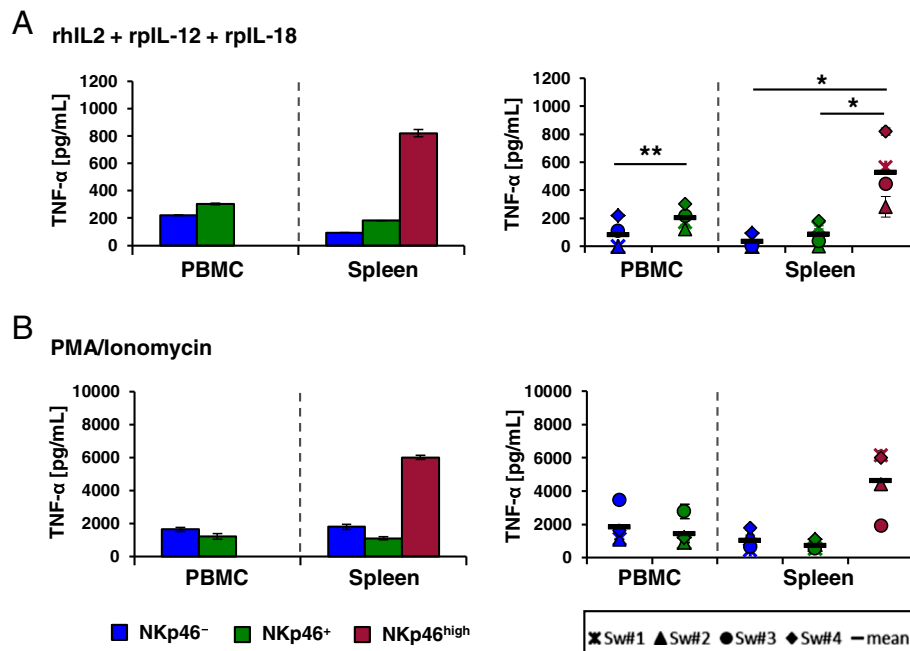 A
rhIL2 + rpIL-12 + rpIL-18
TNF-α [pg/mL]
1200
1000
800
600
400
200
0
PBMC
Spleen
TNF-α [pg/mL]
1200
1000
800
600
400
200
0
**
*
*
PBMC
Spleen
B
PMA/Ionomycin
TNF-α [pg/mL]
10000
8000
6000
4000
2000
0
PBMC
Spleen
TNF-α [pg/mL]
10000
8000
6000
4000
2000
0
PBMC
Spleen
NKp46⁻ NKp46⁺ NKp46ʰⁱᵍʰ
Sw#1 Sw#2 Sw#3 Sw#4 mean